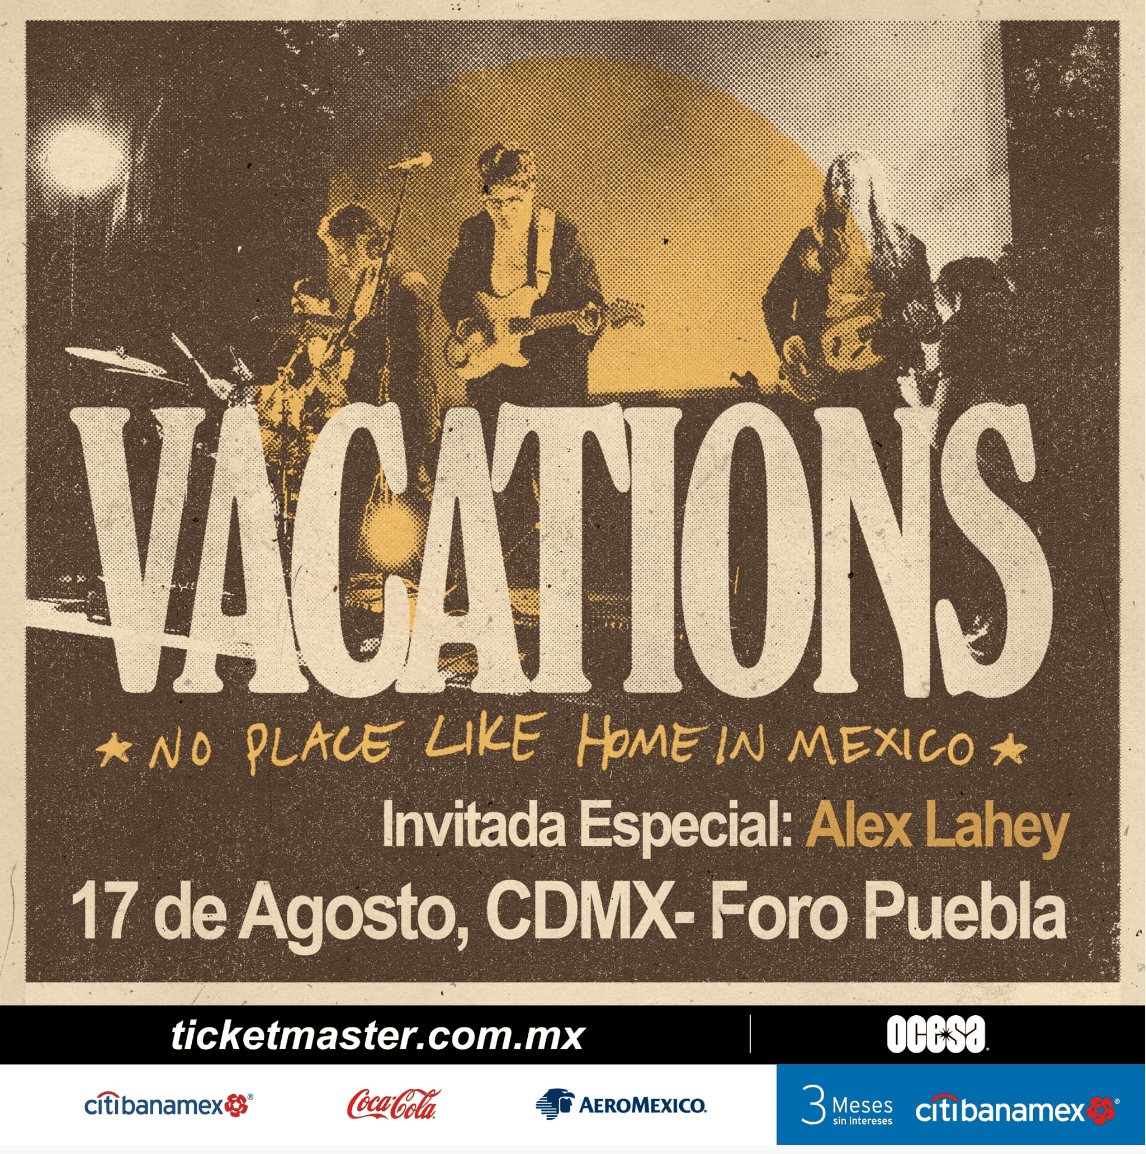 VACATIONS
★ NO PLACE LIKE HOME IN MEXICO ★
Invitada Especial: Alex Lahey
17 de Agosto, CDMX- Foro Puebla
ticketmaster.com.mx
ocesa
citibanamex®
Coca-Cola
AEROMEXICO.
3 Meses
sin intereses
citibanamex®